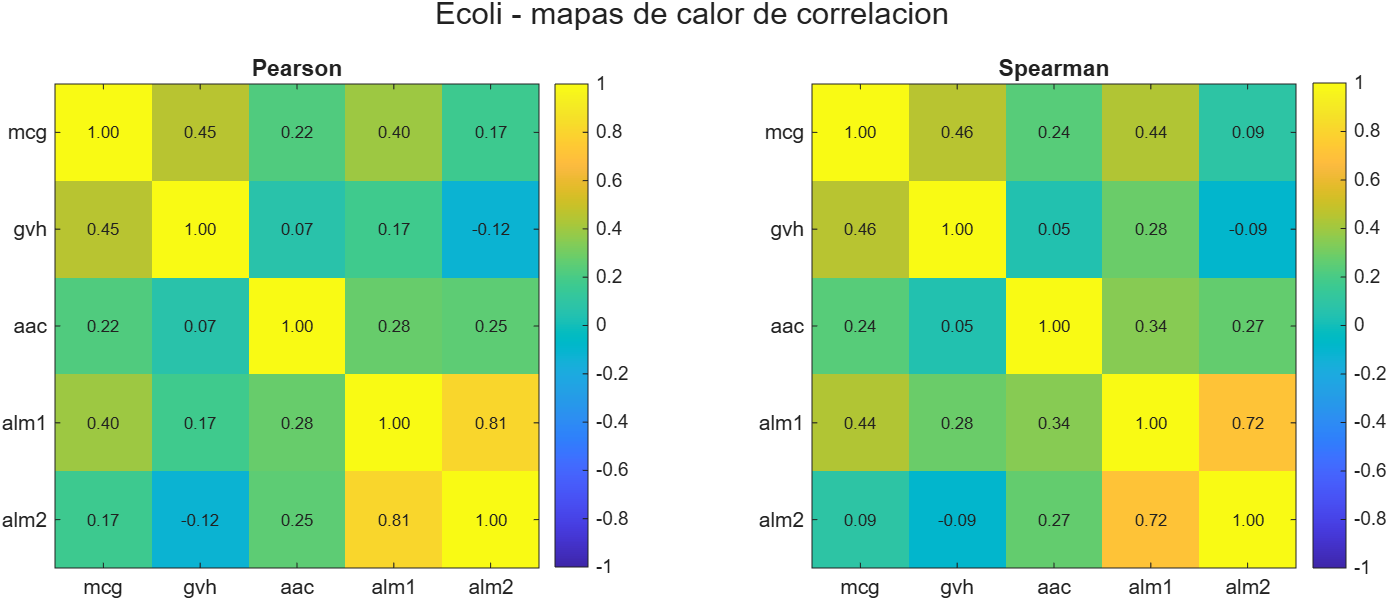 Ecoli - mapas de calor de correlacion
Pearson
mcg 1.00 0.45 0.22 0.40 0.17
gvh 0.45 1.00 0.07 0.17 -0.12
aac 0.22 0.07 1.00 0.28 0.25
alm1 0.40 0.17 0.28 1.00 0.81
alm2 0.17 -0.12 0.25 0.81 1.00
mcg gvh aac alm1 alm2
1
0.8
0.6
0.4
0.2
0
-0.2
-0.4
-0.6
-0.8
-1
Spearman
mcg 1.00 0.46 0.24 0.44 0.09
gvh 0.46 1.00 0.05 0.28 -0.09
aac 0.24 0.05 1.00 0.34 0.27
alm1 0.44 0.28 0.34 1.00 0.72
alm2 0.09 -0.09 0.27 0.72 1.00
mcg gvh aac alm1 alm2
1
0.8
0.6
0.4
0.2
0
-0.2
-0.4
-0.6
-0.8
-1